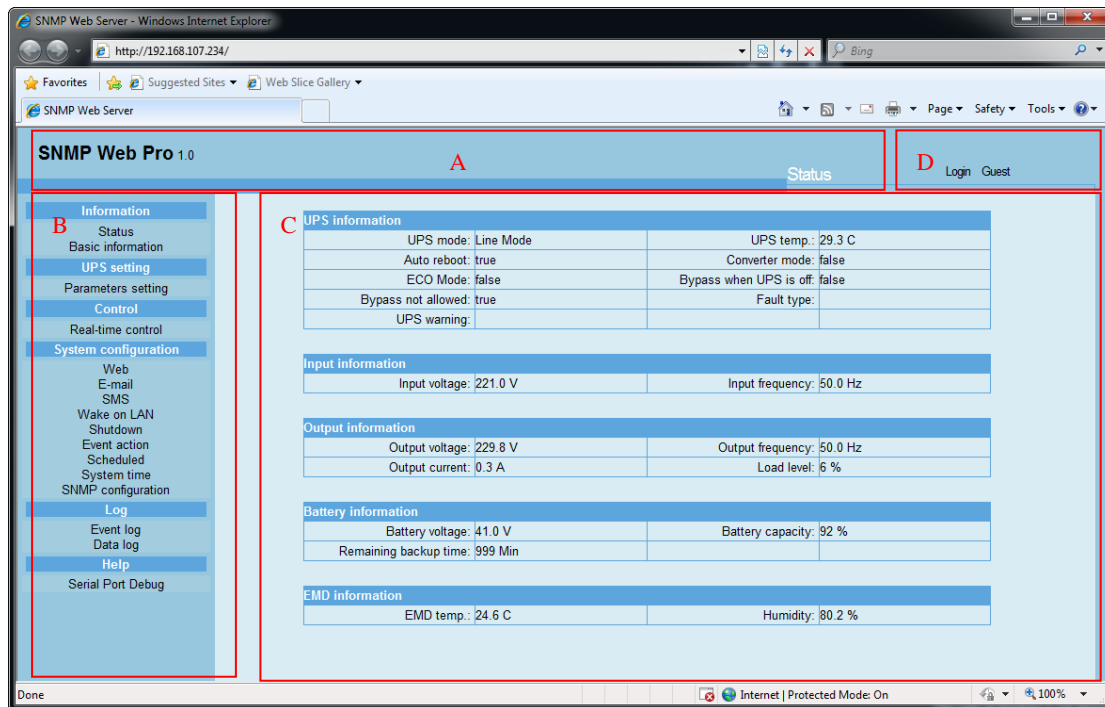 SNMP Web Server - Windows Internet Explorer
http://192.168.107.234/
Bing
Favorites Suggested Sites Web Slice Gallery
SNMP Web Server
Page Safety Tools
SNMP Web Pro 1.0
A
Status
D
Login Guest
B
Information
Status
Basic information
UPS setting
Parameters setting
Control
Real-time control
System configuration
Web
E-mail
SMS
Wake on LAN
Shutdown
Event action
Scheduled
System time
SNMP configuration
Log
Event log
Data log
Help
Serial Port Debug
C
UPS information
UPS mode: Line Mode UPS temp.: 29.3 C
Auto reboot: true Converter mode: false
ECO Mode: false Bypass when UPS is off: false
Bypass not allowed: true Fault type:
UPS warning:
Input information
Input voltage: 221.0 V Input frequency: 50.0 Hz
Output information
Output voltage: 229.8 V Output frequency: 50.0 Hz
Output current: 0.3 A Load level: 6 %
Battery information
Battery voltage: 41.0 V Battery capacity: 92 %
Remaining backup time: 999 Min
EMD information
EMD temp.: 24.6 C Humidity: 80.2 %
Done
Internet | Protected Mode: On
100%